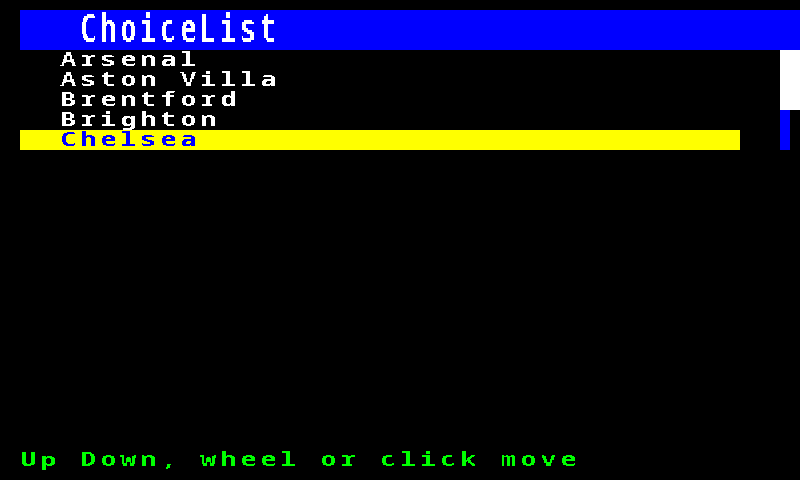 ChoiceList
Arsenal
Aston Villa
Brentford
Brighton
Chelsea
Up Down, wheel or click move